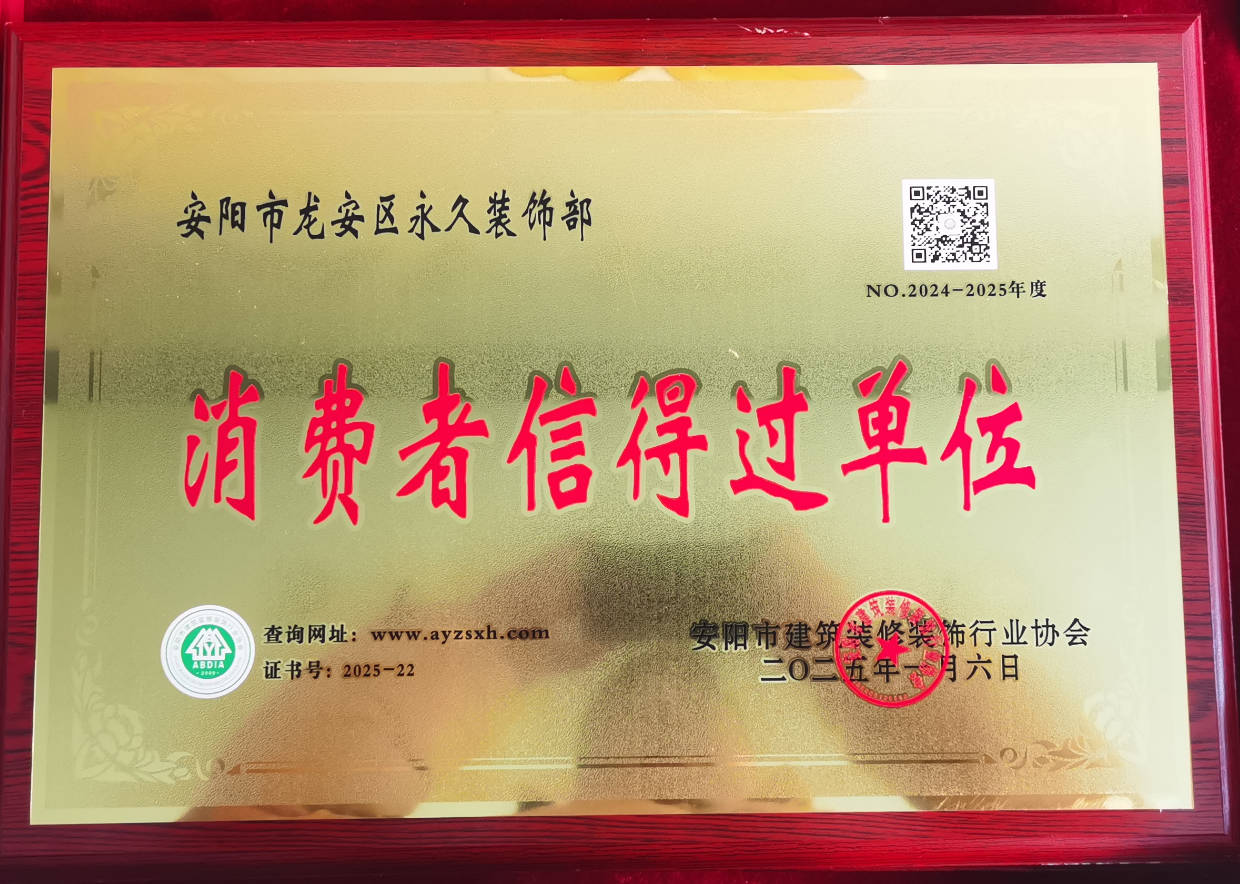 安阳市龙安区永久装饰部
NO.2024-2025年度
消费者信得过单位
ABDIA
查询网址：www.ayzsxh.com
证书号：2025-22
安阳市建筑装修装饰行业协会
二〇二五年一月六日